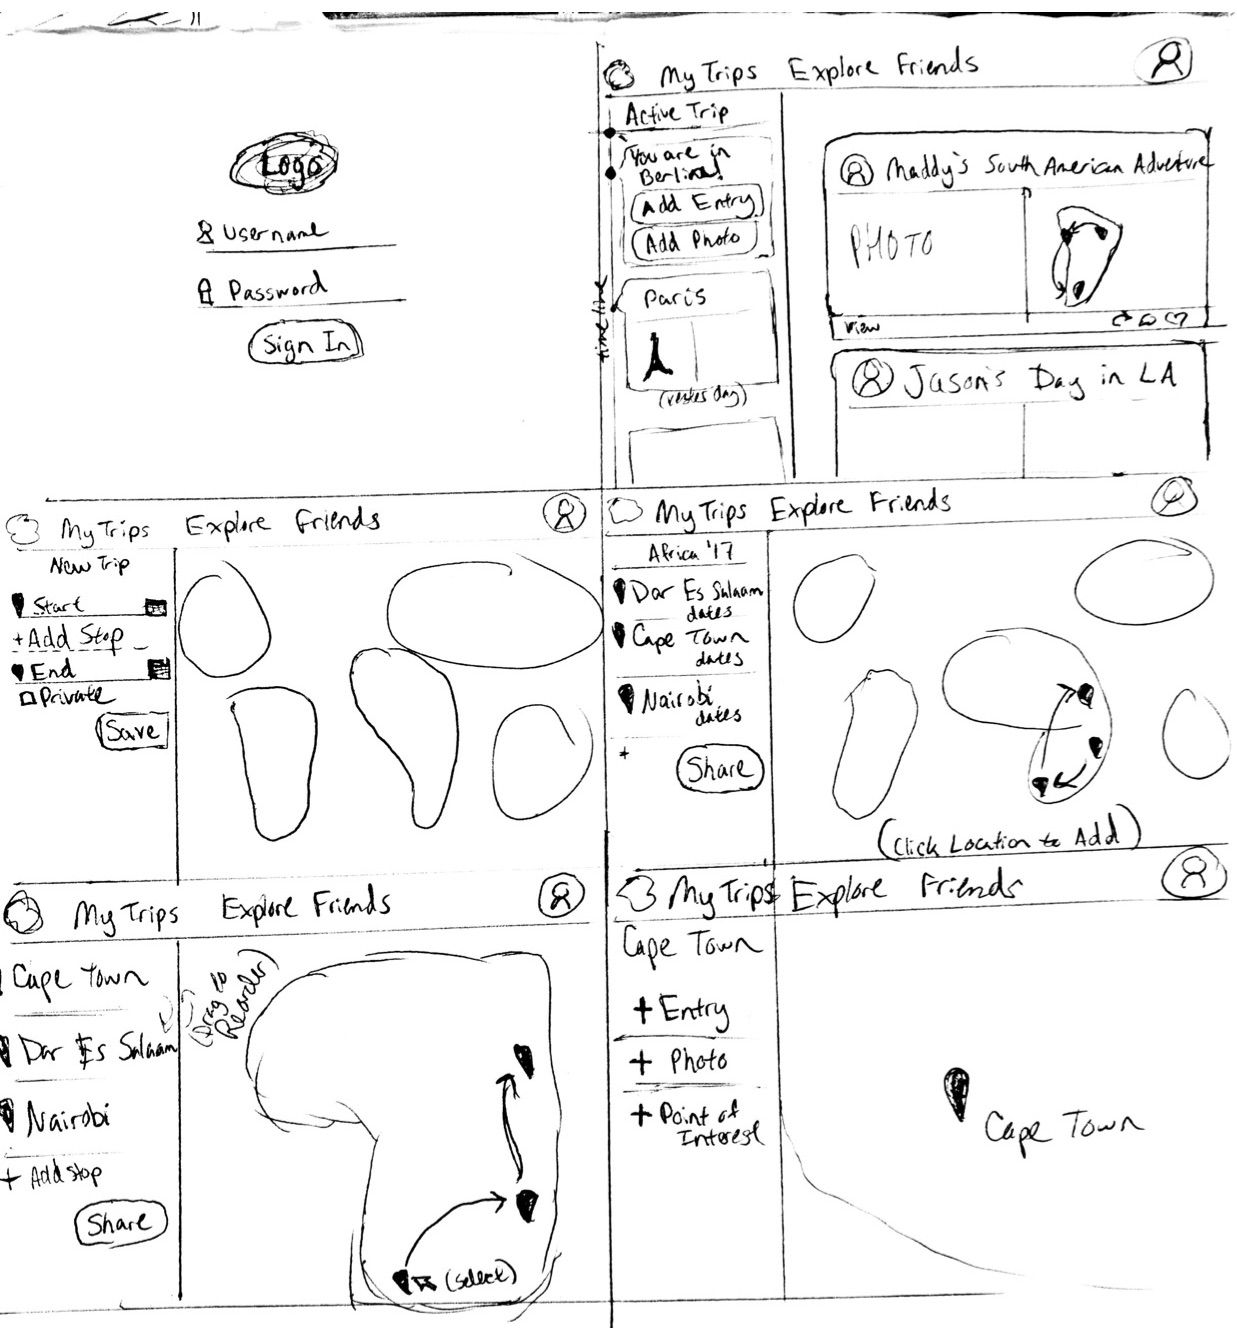 Logo
Username
Password
Sign In
My Trips Explore Friends
Active Trip
You are in
Berlin!
Add Entry
Add Photo
timeline
Paris
(yesterday)
Maddy's South American Adventure
PHOTO
View
Jason's Day in LA
My Trips Explore Friends
New Trip
Start
+Add Stop
End
Private
Save
My Trips Explore Friends
Africa '17
Dar Es Salaam
dates
Cape Town
dates
Nairobi
dates
+
Share
(Click Location to Add)
My Trips Explore Friends
Cape Town
Dar Es Salaam
Nairobi
+ Add stop
Share
(Drag to
Reorder)
(select)
My Trips Explore Friends
Cape Town
+ Entry
+ Photo
+ Point of
Interest
Cape Town